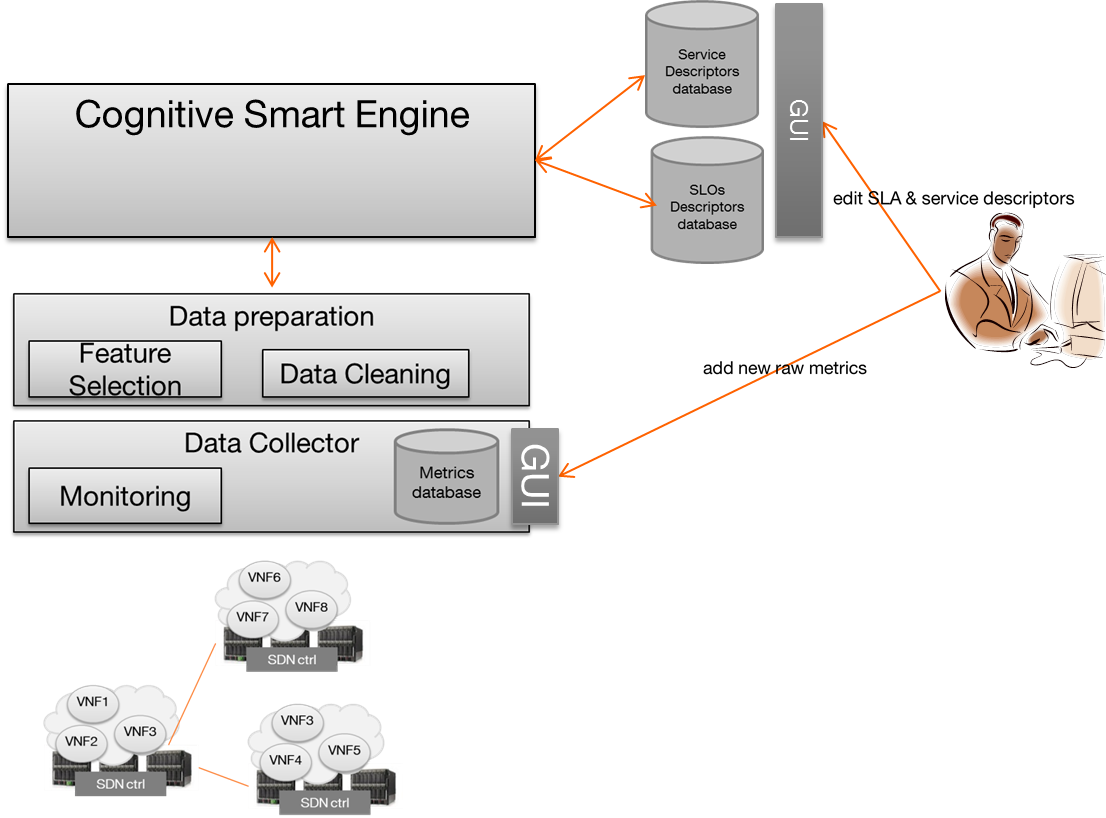 Cognitive Smart Engine
Service
Descriptors
database
GUI
SLOs
Descriptors
database
edit SLA & service descriptors
Data preparation
Feature
Selection
Data Cleaning
add new raw metrics
Data Collector
Monitoring
Metrics
database
GUI
VNF6
VNF7
VNF8
SDN ctrl
VNF1
VNF2
VNF3
SDN ctrl
VNF3
VNF4
VNF5
SDN ctrl